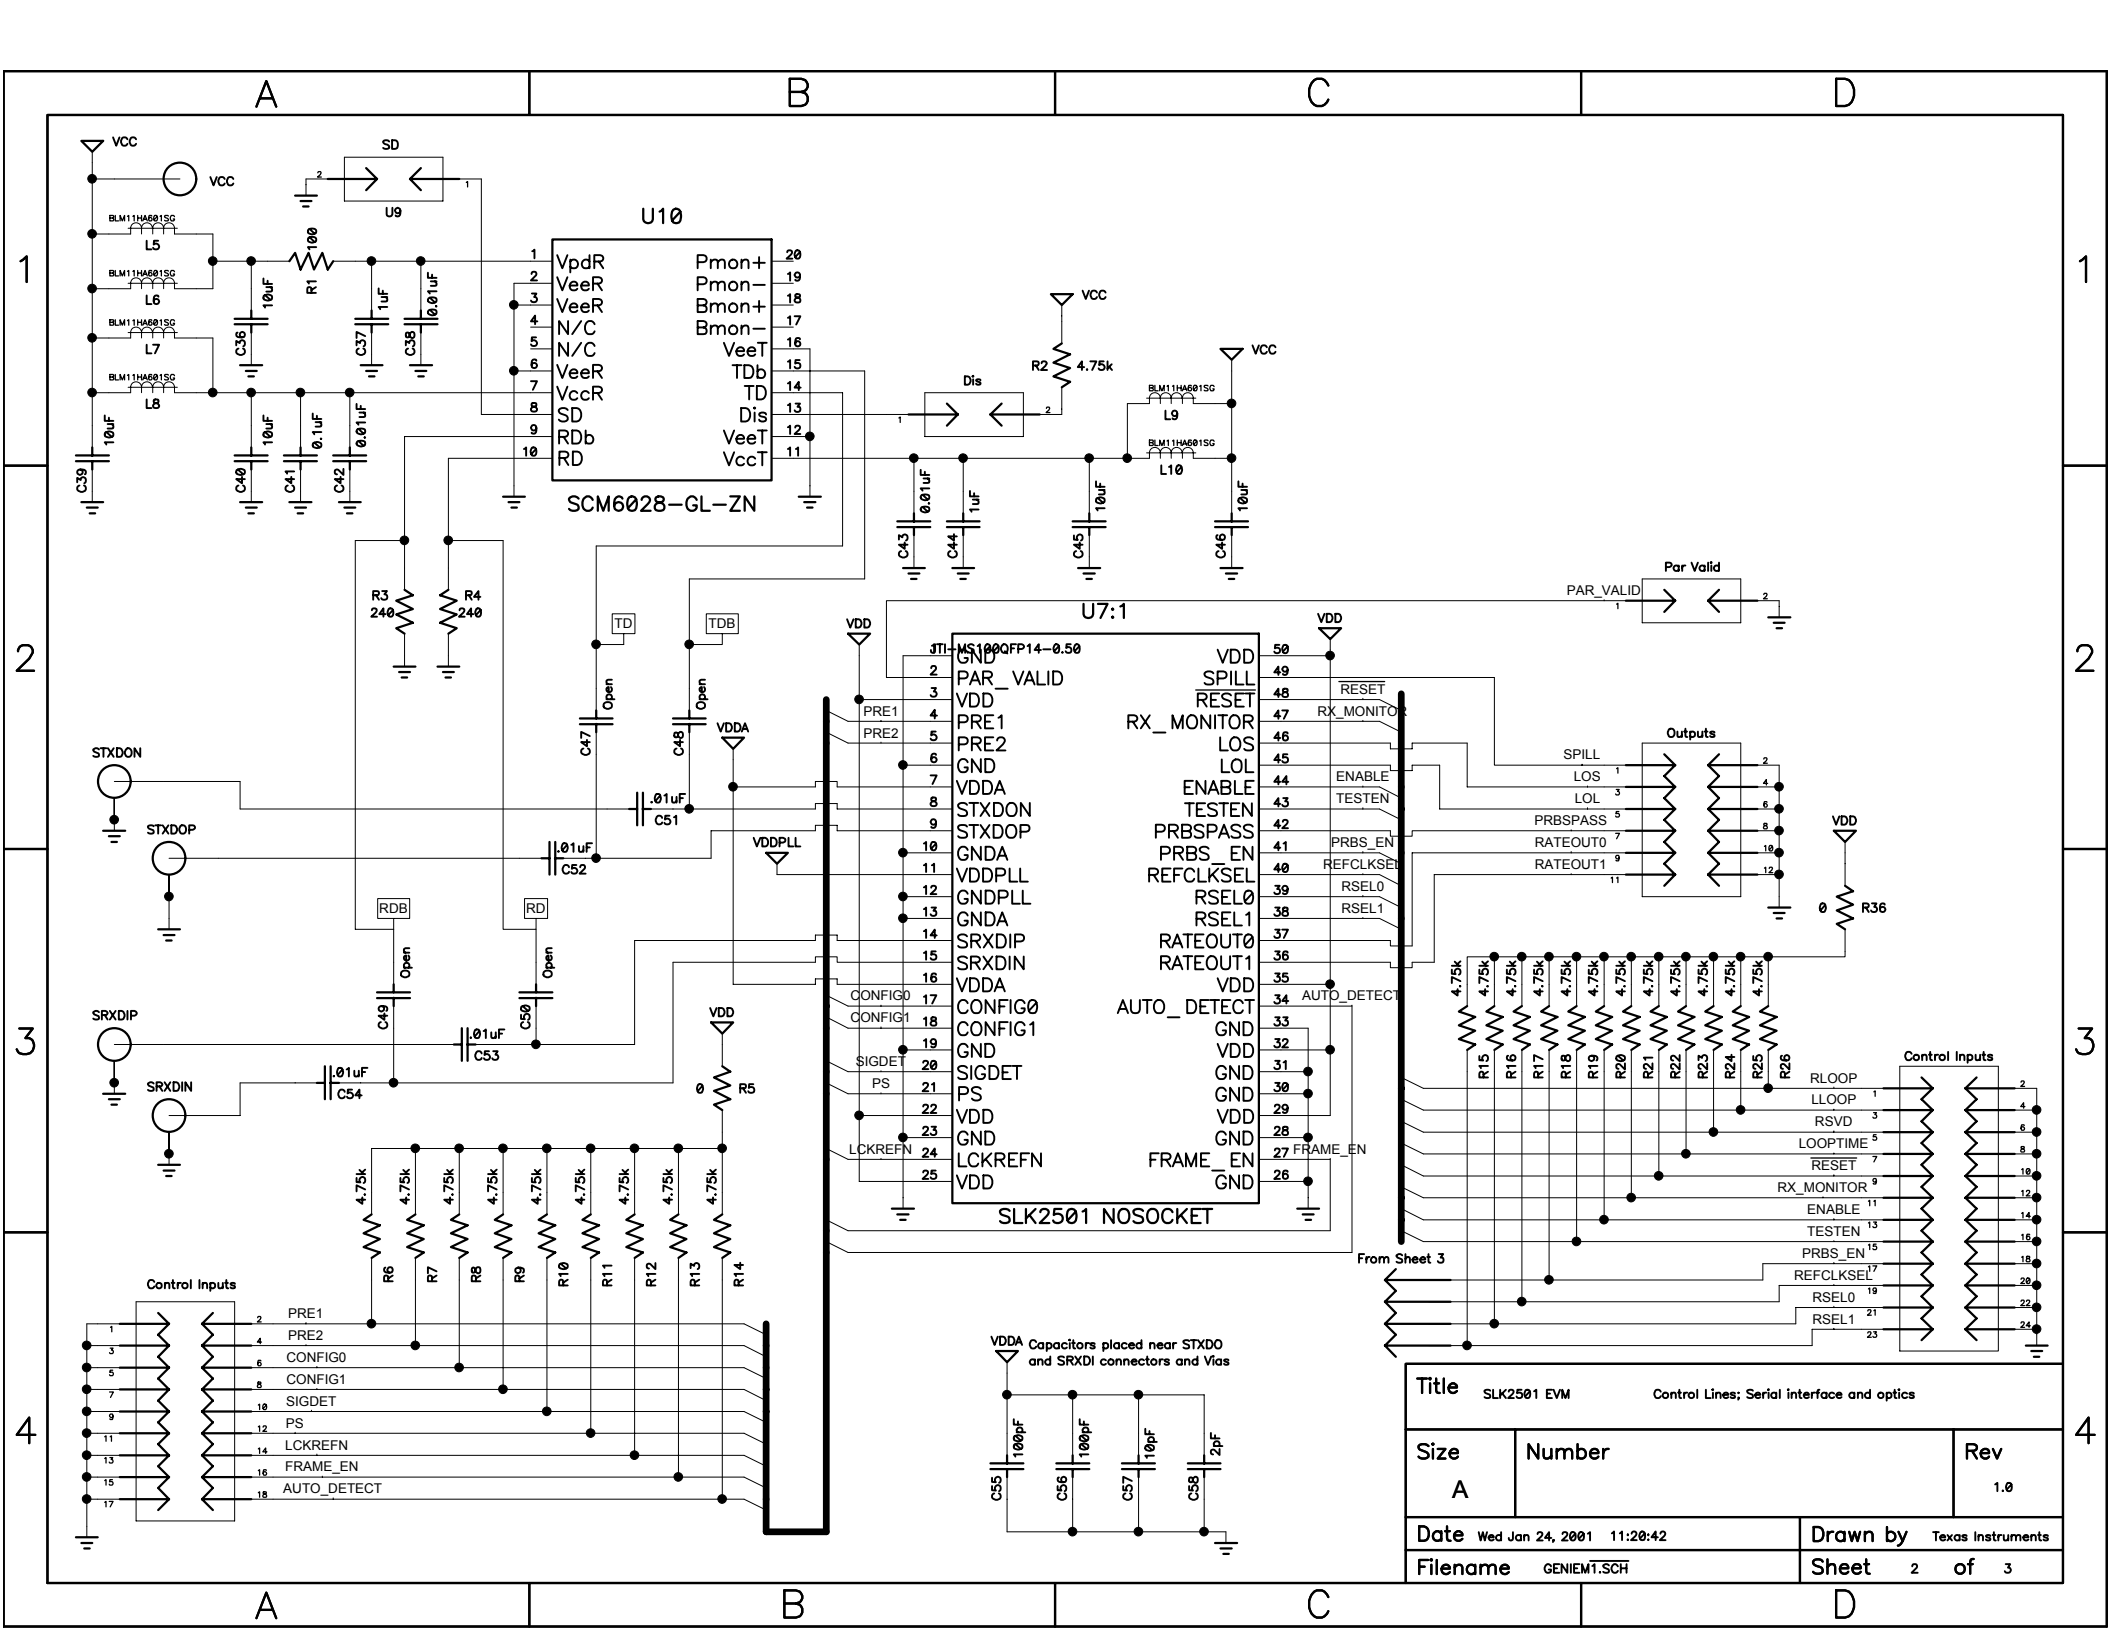 A B C D
1
2
3
4
1
2
3
4
VCC
VCC
SD
2
1
U9
BLM11HA601SG
L5
BLM11HA601SG
L6
BLM11HA601SG
L7
BLM11HA601SG
L8
100
R1
10uF
C36
1uF
C37
0.01uF
C38
10uF
C39
10uF
C40
0.1uF
C41
0.01uF
C42
U10
1 VpdR Pmon+ 20
2 VeeR Pmon- 19
3 VeeR Bmon+ 18
4 N/C Bmon- 17
5 N/C VeeT 16
6 VeeR TDb 15
7 VccR TD 14
8 SD Dis 13
9 RDb VeeT 12
10 RD VccT 11
SCM6028-GL-ZN
VCC
R2 4.75k
Dis
1
2
VCC
BLM11HA601SG
L9
BLM11HA601SG
L10
0.01uF
C43
1uF
C44
10uF
C45
10uF
C46
R3
240
R4
240
TD
TDB
Open
C47
Open
C48
VDD
VDDA
VDDPLL
STXDON
STXDOP
.01uF
C51
.01uF
C52
RDB
RD
Open
C49
Open
C50
SRXDIP
SRXDIN
.01uF
C53
.01uF
C54
U7:1
JTI-MS100QFP14-0.50
1 GND VDD 50
2 PAR_VALID SPILL 49
3 VDD RESET 48
4 PRE1 RX_MONITOR 47
5 PRE2 LOS 46
6 GND LOL 45
7 VDDA ENABLE 44
8 STXDON TESTEN 43
9 STXDOP PRBSPASS 42
10 GNDA PRBS_EN 41
11 VDDPLL REFCLKSEL 40
12 GNDPLL RSEL0 39
13 GNDA RSEL1 38
14 SRXDIP RATEOUT0 37
15 SRXDIN RATEOUT1 36
16 VDDA VDD 35
17 CONFIG0 AUTO_DETECT 34
18 CONFIG1 GND 33
19 GND VDD 32
20 SIGDET GND 31
21 PS GND 30
22 VDD VDD 29
23 GND GND 28
24 LCKREFN FRAME_EN 27
25 VDD GND 26
SLK2501 NOSOCKET
PRE1
PRE2
CONFIG0
CONFIG1
SIGDET
PS
LCKREFN
VDD
RESET
RX_MONITOR
ENABLE
TESTEN
PRBS_EN
REFCLKSEL
RSEL0
RSEL1
AUTO_DETECT
FRAME_EN
Par Valid
PAR_VALID
1
2
Outputs
SPILL 1 2
LOS 3 4
LOL 5 6
PRBSPASS 7 8
RATEOUT0 9 10
RATEOUT1 11 12
VDD
0 R36
4.75k 4.75k 4.75k 4.75k 4.75k 4.75k 4.75k 4.75k 4.75k 4.75k 4.75k 4.75k
R15 R16 R17 R18 R19 R20 R21 R22 R23 R24 R25 R26
Control Inputs
RLOOP 1 2
LLOOP 3 4
RSVD 5 6
LOOPTIME 7 8
RESET 9 10
RX_MONITOR 11 12
ENABLE 13 14
TESTEN 15 16
PRBS_EN 17 18
REFCLKSEL 19 20
RSEL0 21 22
RSEL1 23 24
From Sheet 3
VDD
0 R5
4.75k 4.75k 4.75k 4.75k 4.75k 4.75k 4.75k 4.75k 4.75k
R6 R7 R8 R9 R10 R11 R12 R13 R14
Control Inputs
1 2 PRE1
3 4 PRE2
5 6 CONFIG0
7 8 CONFIG1
9 10 SIGDET
11 12 PS
13 14 LCKREFN
15 16 FRAME_EN
17 18 AUTO_DETECT
VDDA Capacitors placed near STXDO
and SRXDI connectors and Vias
100pF
C55
100pF
C56
10pF
C57
2pF
C58
Title SLK2501 EVM Control Lines; Serial interface and optics
Size Number Rev
A 1.0
Date Wed Jan 24, 2001 11:20:42 Drawn by Texas Instruments
Filename GENIEM1.SCH Sheet 2 of 3
A B C D